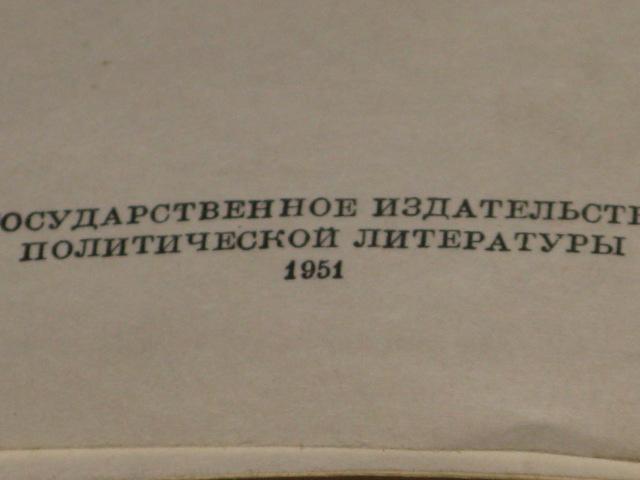 ОСУДАРСТВЕННОЕ ИЗДАТЕЛЬСТВ
ПОЛИТИЧЕСКОЙ ЛИТЕРАТУРЫ
1951